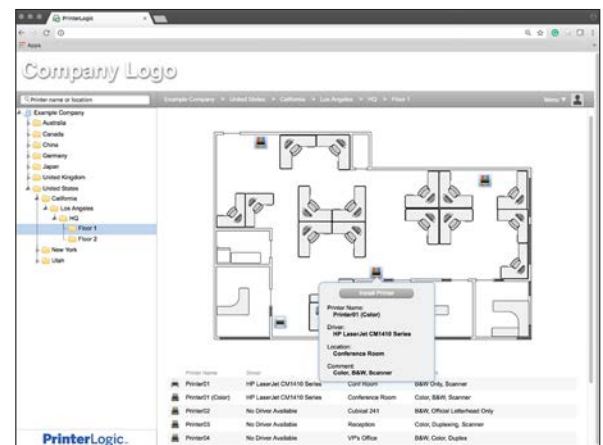 PrinterLogic
Apps
Company Logo
Printer name or location
Example Company > United States > California > Los Angeles > HQ > Floor 1
Menu
Example Company
Australia
Canada
China
Germany
Japan
United Kingdom
United States
California
Los Angeles
HQ
Floor 1
Floor 2
New York
Utah
Install Printer
Printer Name:
Printer01 (Color)
Driver:
HP LaserJet CM1410 Series
Location:
Conference Room
Comment:
Color, B&W, Scanner
Printer Name Driver
Printer01 HP LaserJet CM1410 Series Conf Room B&W Only, Scanner
Printer01 (Color) HP LaserJet CM1410 Series Conference Room Color, B&W, Scanner
Printer02 No Driver Available Cubical 241 B&W, Official Letterhead Only
Printer03 No Driver Available Reception Color, Duplexing, Scanner
Printer04 No Driver Available VP's Office B&W, Color, Duplex
PrinterLogic